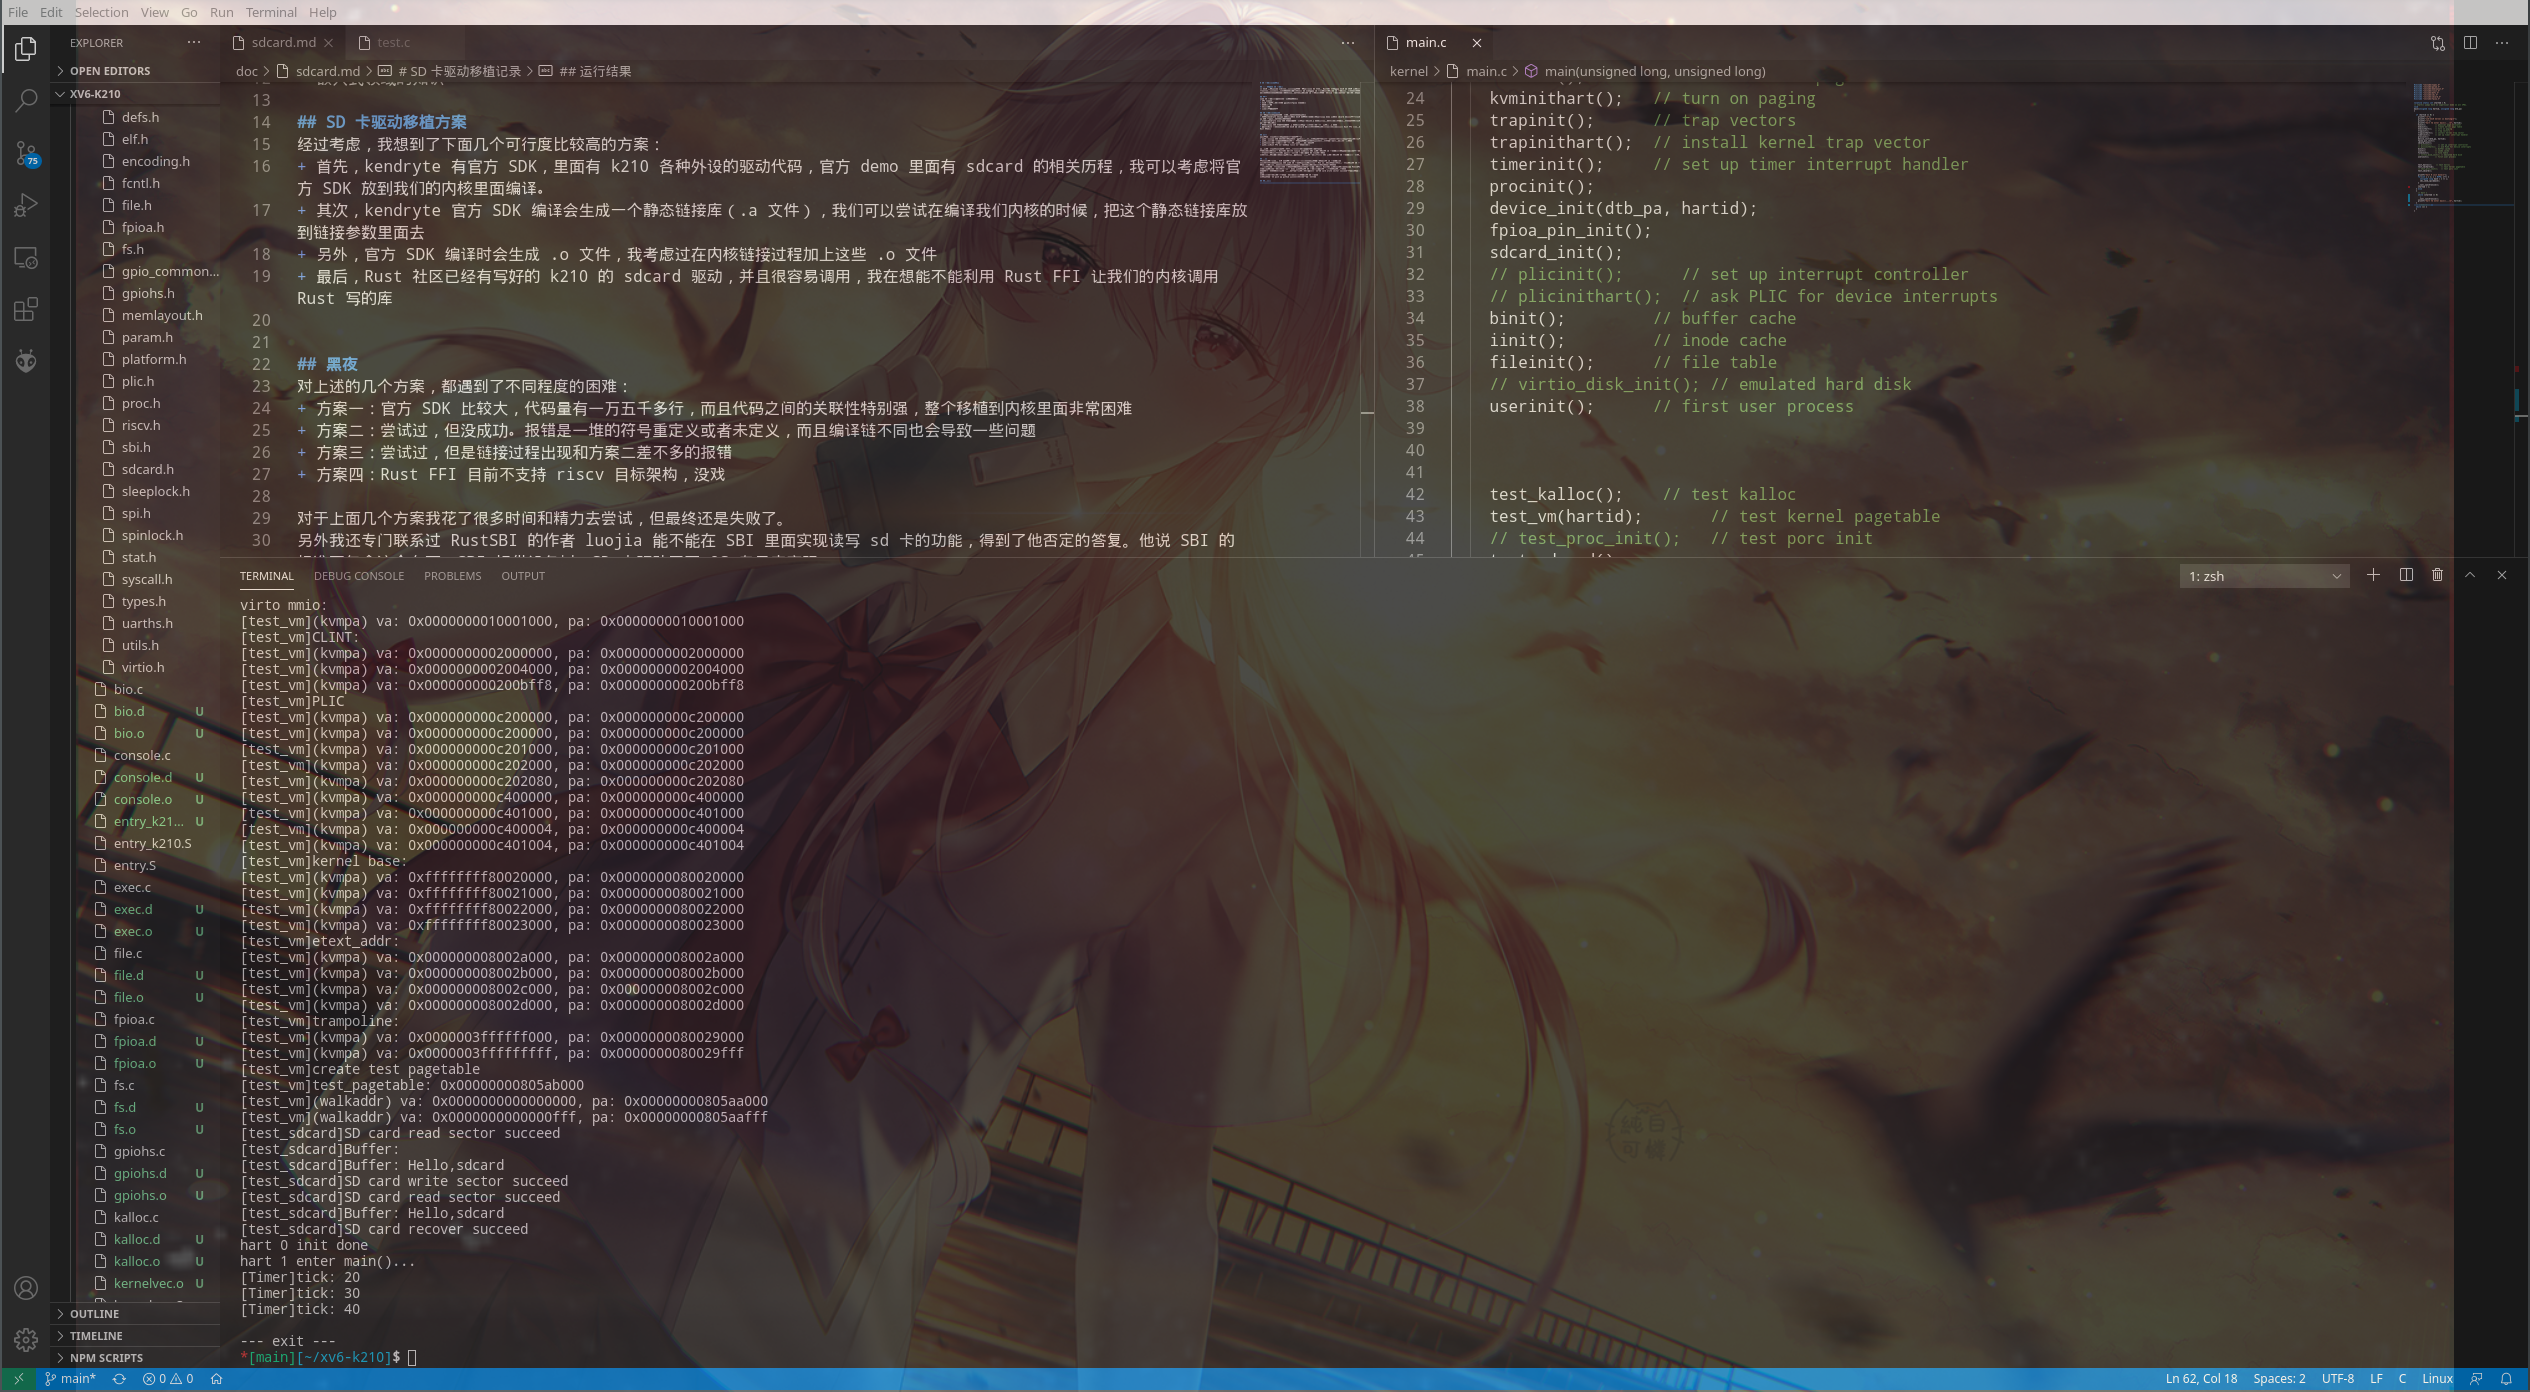 File Edit Selection View Go Run Terminal Help
EXPLORER
OPEN EDITORS
XV6-K210
defs.h
elf.h
encoding.h
fcntl.h
file.h
fpioa.h
fs.h
gpio_common...
gpiohs.h
memlayout.h
param.h
platform.h
plic.h
proc.h
riscv.h
sbi.h
sdcard.h
sleeplock.h
spi.h
spinlock.h
stat.h
syscall.h
types.h
uarths.h
utils.h
virtio.h
bio.c
bio.d U
bio.o U
console.c
console.d U
console.o U
entry_k21... U
entry_k210.S
entry.S
exec.c
exec.d U
exec.o U
file.c
file.d U
file.o U
fpioa.c
fpioa.d U
fpioa.o U
fs.c
fs.d U
fs.o U
gpiohs.c
gpiohs.d U
gpiohs.o U
kalloc.c
kalloc.d U
kalloc.o U
kernelvec.o U
OUTLINE
TIMELINE
NPM SCRIPTS
75
sdcard.md test.c
doc > sdcard.md > # SD 卡驱动移植记录 > ## 运行结果
13
14 ## SD 卡驱动移植方案
15 经过考虑，我想到了下面几个可行度比较高的方案：
16 + 首先，kendryte 有官方 SDK，里面有 k210 各种外设的驱动代码，官方 demo 里面有 sdcard 的相关历程，我可以考虑将官
方 SDK 放到我们的内核里面编译。
17 + 其次，kendryte 官方 SDK 编译会生成一个静态链接库（.a 文件），我们可以尝试在编译我们内核的时候，把这个静态链接库放
到链接参数里面去
18 + 另外，官方 SDK 编译时会生成 .o 文件，我考虑过在内核链接过程加上这些 .o 文件
19 + 最后，Rust 社区已经有写好的 k210 的 sdcard 驱动，并且很容易调用，我在想能不能利用 Rust FFI 让我们的内核调用
Rust 写的库
20
21
22 ## 黑夜
23 对上述的几个方案，都遇到了不同程度的困难：
24 + 方案一：官方 SDK 比较大，代码量有一万五千多行，而且代码之间的关联性特别强，整个移植到内核里面非常困难
25 + 方案二：尝试过，但没成功。报错是一堆的符号重定义或者未定义，而且编译链不同也会导致一些问题
26 + 方案三：尝试过，但是链接过程出现和方案二差不多的报错
27 + 方案四：Rust FFI 目前不支持 riscv 目标架构，没戏
28
29 对于上面几个方案我花了很多时间和精力去尝试，但最终还是失败了。
30 另外我还专门联系过 RustSBI 的作者 luojia 能不能在 SBI 里面实现读写 sd 卡的功能，得到了他否定的答复。他说 SBI 的
main.c
kernel > main.c > main(unsigned long, unsigned long)
24 kvminithart(); // turn on paging
25 trapinit(); // trap vectors
26 trapinithart(); // install kernel trap vector
27 timerinit(); // set up timer interrupt handler
28 procinit();
29 device_init(dtb_pa, hartid);
30 fpioa_pin_init();
31 sdcard_init();
32 // plicinit(); // set up interrupt controller
33 // plicinithart(); // ask PLIC for device interrupts
34 binit(); // buffer cache
35 iinit(); // inode cache
36 fileinit(); // file table
37 // virtio_disk_init(); // emulated hard disk
38 userinit(); // first user process
39
40
41
42 test_kalloc(); // test kalloc
43 test_vm(hartid); // test kernel pagetable
44 // test_proc_init(); // test porc init
TERMINAL DEBUG CONSOLE PROBLEMS OUTPUT
1: zsh
virto mmio:
[test_vm](kvmpa) va: 0x0000000010001000, pa: 0x0000000010001000
[test_vm]CLINT:
[test_vm](kvmpa) va: 0x0000000002000000, pa: 0x0000000002000000
[test_vm](kvmpa) va: 0x0000000002004000, pa: 0x0000000002004000
[test_vm](kvmpa) va: 0x000000000200bff8, pa: 0x000000000200bff8
[test_vm]PLIC
[test_vm](kvmpa) va: 0x000000000c200000, pa: 0x000000000c200000
[test_vm](kvmpa) va: 0x000000000c200000, pa: 0x000000000c200000
[test_vm](kvmpa) va: 0x000000000c201000, pa: 0x000000000c201000
[test_vm](kvmpa) va: 0x000000000c202000, pa: 0x000000000c202000
[test_vm](kvmpa) va: 0x000000000c202080, pa: 0x000000000c202080
[test_vm](kvmpa) va: 0x000000000c400000, pa: 0x000000000c400000
[test_vm](kvmpa) va: 0x000000000c401000, pa: 0x000000000c401000
[test_vm](kvmpa) va: 0x000000000c400004, pa: 0x000000000c400004
[test_vm](kvmpa) va: 0x000000000c401004, pa: 0x000000000c401004
[test_vm]kernel base:
[test_vm](kvmpa) va: 0xffffffff80020000, pa: 0x0000000080020000
[test_vm](kvmpa) va: 0xffffffff80021000, pa: 0x0000000080021000
[test_vm](kvmpa) va: 0xffffffff80022000, pa: 0x0000000080022000
[test_vm](kvmpa) va: 0xffffffff80023000, pa: 0x0000000080023000
[test_vm]etext_addr:
[test_vm](kvmpa) va: 0x000000008002a000, pa: 0x000000008002a000
[test_vm](kvmpa) va: 0x000000008002b000, pa: 0x000000008002b000
[test_vm](kvmpa) va: 0x000000008002c000, pa: 0x000000008002c000
[test_vm](kvmpa) va: 0x000000008002d000, pa: 0x000000008002d000
[test_vm]trampoline:
[test_vm](kvmpa) va: 0x0000003ffffff000, pa: 0x0000000080029000
[test_vm](kvmpa) va: 0x0000003fffffffff, pa: 0x0000000080029fff
[test_vm]create test pagetable
[test_vm]test_pagetable: 0x00000000805ab000
[test_vm](walkaddr) va: 0x0000000000000000, pa: 0x00000000805aa000
[test_vm](walkaddr) va: 0x0000000000000fff, pa: 0x00000000805aafff
[test_sdcard]SD card read sector succeed
[test_sdcard]Buffer:
[test_sdcard]Buffer: Hello,sdcard
[test_sdcard]SD card write sector succeed
[test_sdcard]SD card read sector succeed
[test_sdcard]Buffer: Hello,sdcard
[test_sdcard]SD card recover succeed
hart 0 init done
hart 1 enter main()...
[Timer]tick: 20
[Timer]tick: 30
[Timer]tick: 40
--- exit ---
*[main][~/xv6-k210]$
純白
可憐
main* 0 0
Ln 62, Col 18 Spaces: 2 UTF-8 LF C Linux